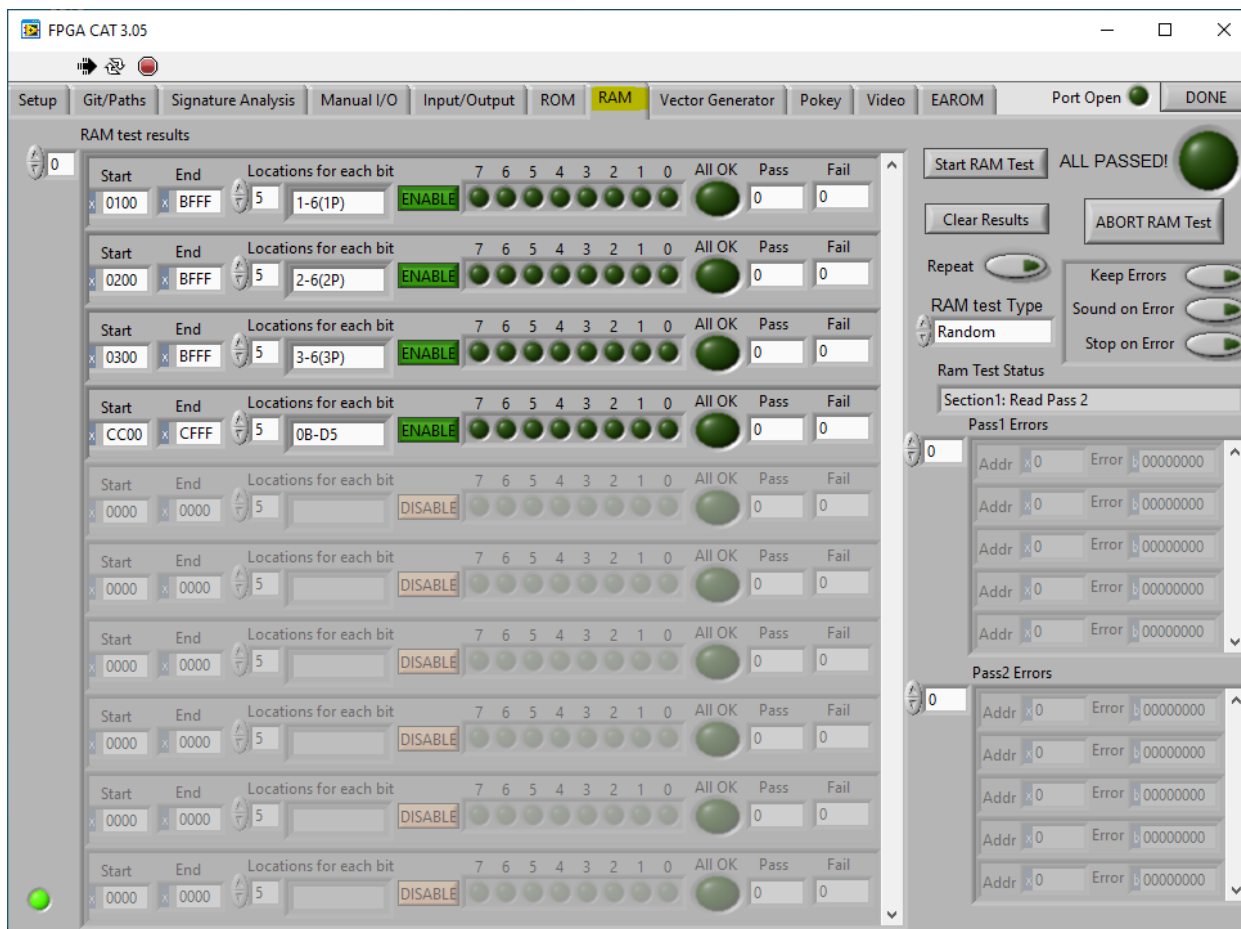 FPGA CAT 3.05
Setup Git/Paths Signature Analysis Manual I/O Input/Output ROM RAM Vector Generator Pokey Video EAROM Port Open DONE
RAM test results
0
Start End Locations for each bit 7 6 5 4 3 2 1 0 All OK Pass Fail
x 0100 x BFFF 5 1-6(1P) ENABLE 0 0
Start End Locations for each bit 7 6 5 4 3 2 1 0 All OK Pass Fail
x 0200 x BFFF 5 2-6(2P) ENABLE 0 0
Start End Locations for each bit 7 6 5 4 3 2 1 0 All OK Pass Fail
x 0300 x BFFF 5 3-6(3P) ENABLE 0 0
Start End Locations for each bit 7 6 5 4 3 2 1 0 All OK Pass Fail
x CC00 x CFFF 5 0B-D5 ENABLE 0 0
Start End Locations for each bit 7 6 5 4 3 2 1 0 All OK Pass Fail
x 0000 x 0000 5 DISABLE 0 0
Start End Locations for each bit 7 6 5 4 3 2 1 0 All OK Pass Fail
x 0000 x 0000 5 DISABLE 0 0
Start End Locations for each bit 7 6 5 4 3 2 1 0 All OK Pass Fail
x 0000 x 0000 5 DISABLE 0 0
Start End Locations for each bit 7 6 5 4 3 2 1 0 All OK Pass Fail
x 0000 x 0000 5 DISABLE 0 0
Start End Locations for each bit 7 6 5 4 3 2 1 0 All OK Pass Fail
x 0000 x 0000 5 DISABLE 0 0
Start End Locations for each bit 7 6 5 4 3 2 1 0 All OK Pass Fail
x 0000 x 0000 5 DISABLE 0 0
Start RAM Test ALL PASSED!
Clear Results ABORT RAM Test
Repeat
Keep Errors
RAM test Type
Sound on Error
Random
Stop on Error
Ram Test Status
Section1: Read Pass 2
Pass1 Errors
0
Addr x 0 Error b 00000000
Addr x 0 Error b 00000000
Addr x 0 Error b 00000000
Addr x 0 Error b 00000000
Addr x 0 Error b 00000000
Pass2 Errors
0
Addr x 0 Error b 00000000
Addr x 0 Error b 00000000
Addr x 0 Error b 00000000
Addr x 0 Error b 00000000
Addr x 0 Error b 00000000